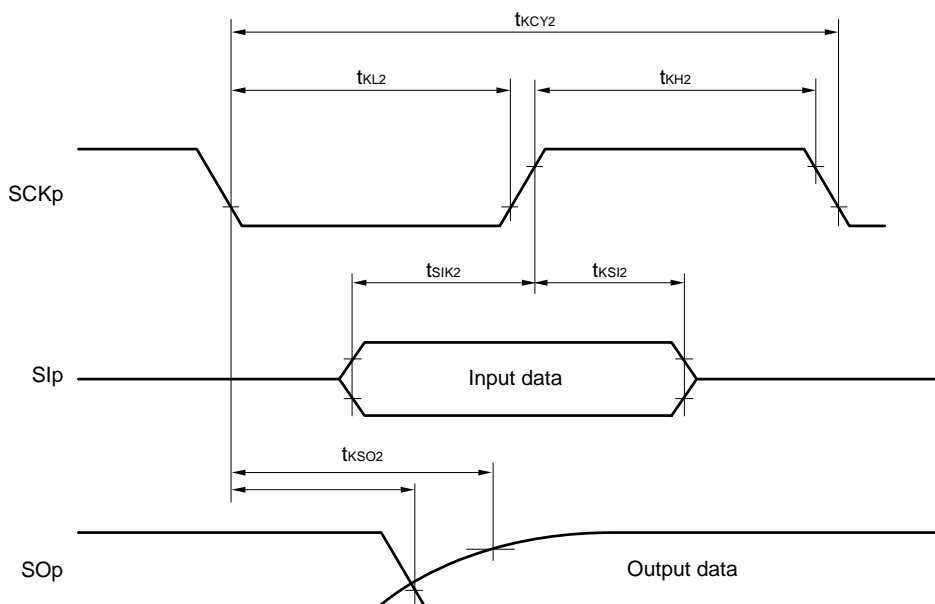 tKCY2
tKL2
tKH2
SCKp
tSIK2
tKSI2
SIp
Input data
tKSO2
SOp
Output data